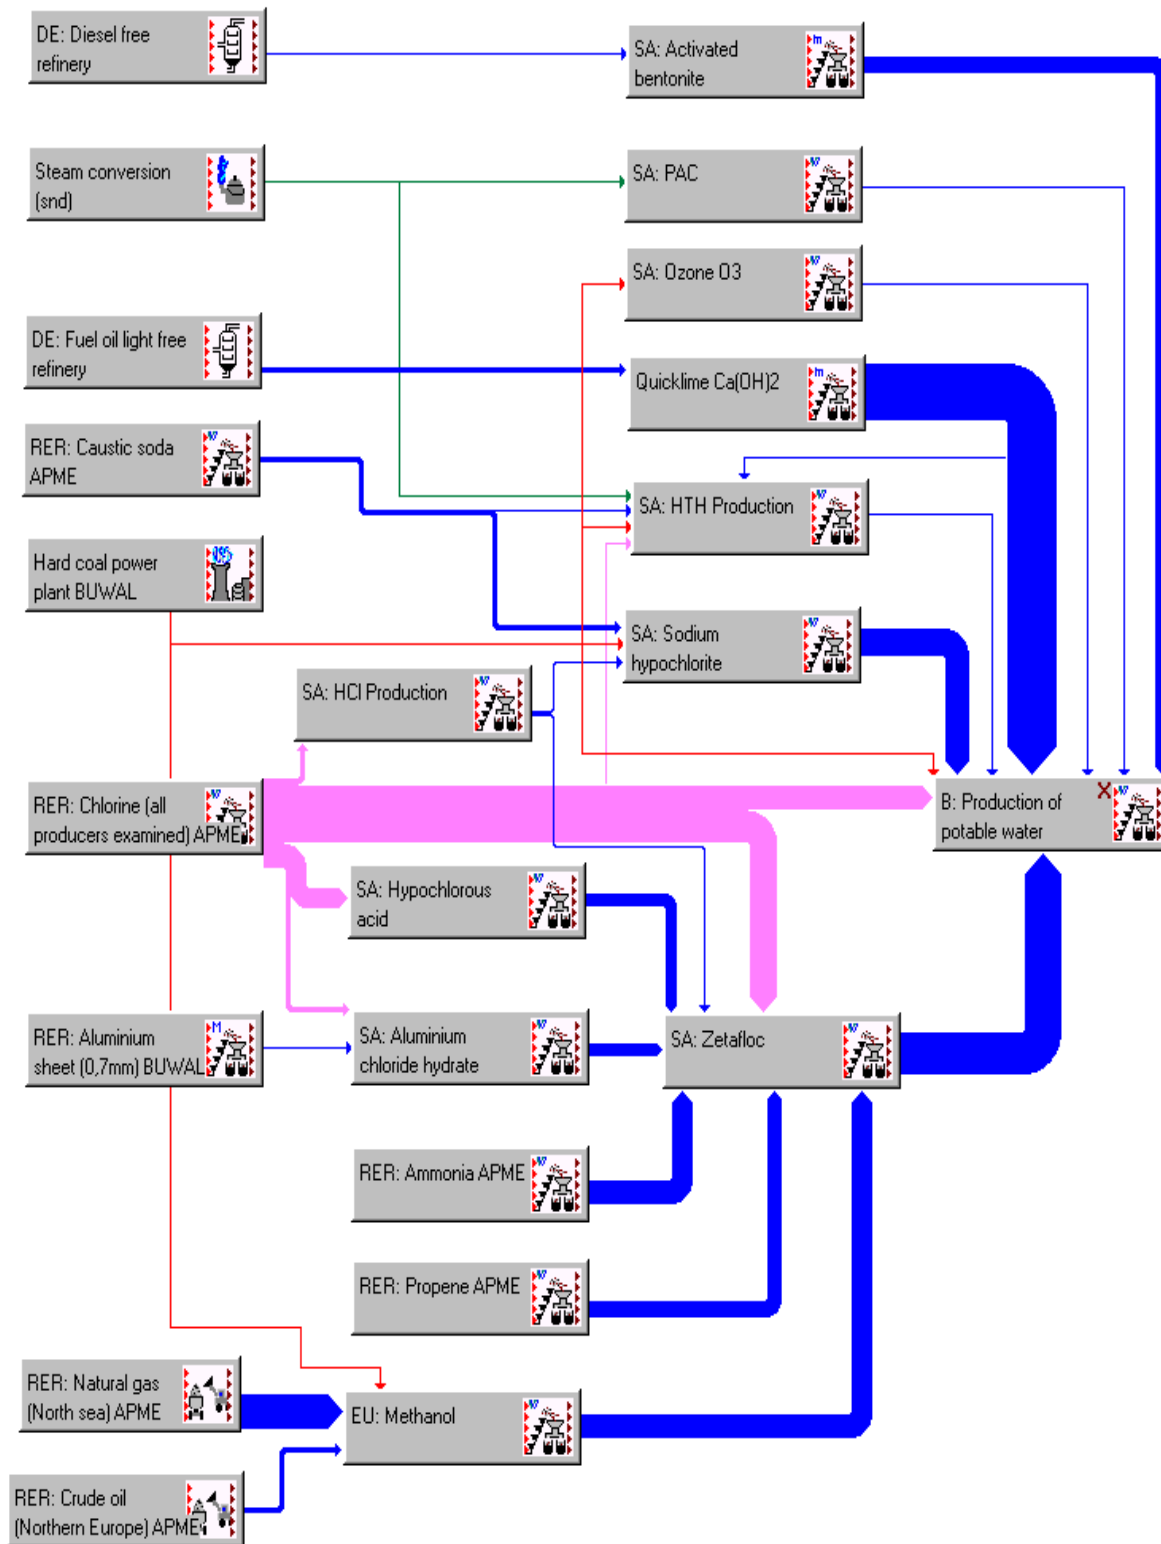 DE: Diesel free
refinery
SA: Activated
bentonite
Steam conversion
(snd)
SA: PAC
SA: Ozone O3
DE: Fuel oil light free
refinery
Quicklime Ca(OH)2
RER: Caustic soda
APME
SA: HTH Production
Hard coal power
plant BUWAL
SA: Sodium
hypochlorite
SA: HCl Production
RER: Chlorine (all
producers examined) APME
B: Production of
potable water
SA: Hypochlorous
acid
RER: Aluminium
sheet (0,7mm) BUWAL
SA: Aluminium
chloride hydrate
SA: Zetafloc
RER: Ammonia APME
RER: Propene APME
RER: Natural gas
(North sea) APME
EU: Methanol
RER: Crude oil
(Northern Europe) APME